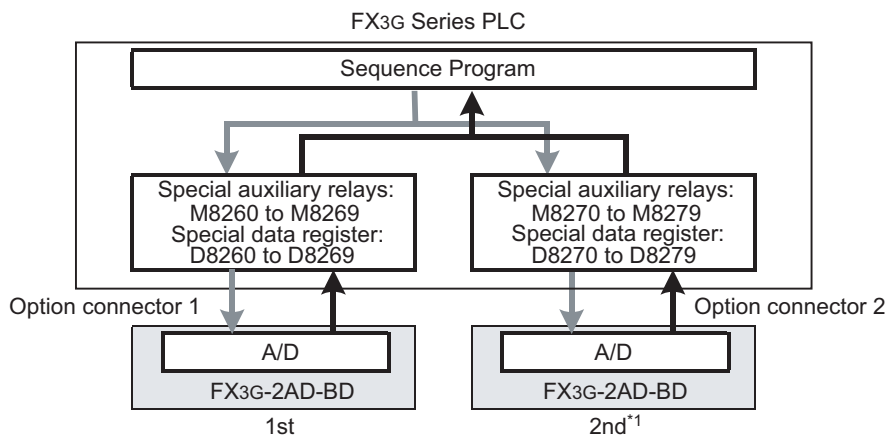 FX3G Series PLC
Sequence Program
Special auxiliary relays:
M8260 to M8269
Special data register:
D8260 to D8269
Special auxiliary relays:
M8270 to M8279
Special data register:
D8270 to D8279
Option connector 1
Option connector 2
A/D
FX3G-2AD-BD
1st
A/D
FX3G-2AD-BD
2nd*1